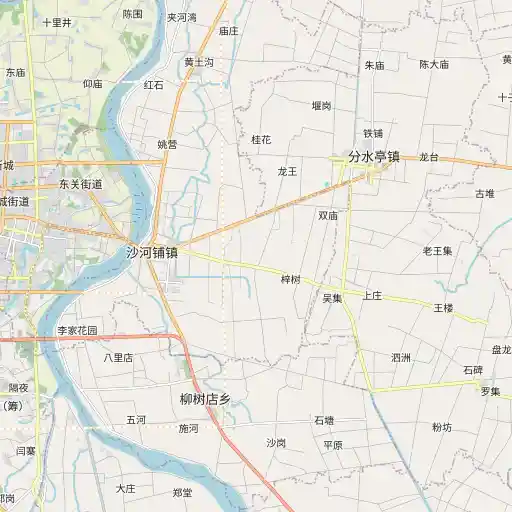 陈围
夹河湾
十里井
庙庄
黄土沟
朱庙
陈大庙
东庙
仰庙
红石
堰岗
铁铺
姚营
桂花
分水亭镇
龙台
龙王
东关街道
古堆
双庙
沙河铺镇
老王集
梓树
吴集
上庄
王楼
李家花园
八里店
泗洲
盘龙
石碑
隔夜
（筹）
柳树店乡
罗集
五河
施河
石塘
粉坊
沙岗
平原
闫寨
大庄
郑堂